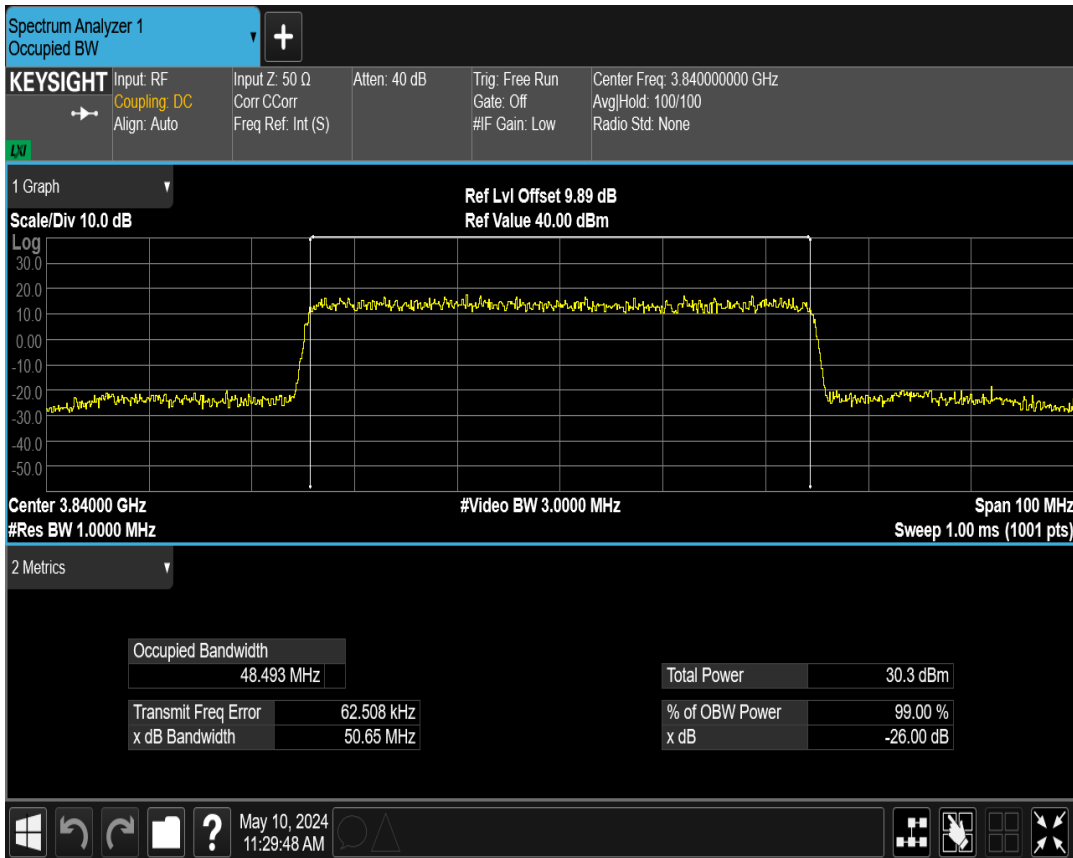 Spectrum Analyzer 1
Occupied BW
+
KEYSIGHT
LXI
Input: RF
Coupling: DC
Align: Auto
Input Z: 50 Ω
Corr CCorr
Freq Ref: Int (S)
Atten: 40 dB
Trig: Free Run
Gate: Off
#IF Gain: Low
Center Freq: 3.840000000 GHz
Avg|Hold: 100/100
Radio Std: None
1 Graph
Scale/Div 10.0 dB
Ref Lvl Offset 9.89 dB
Ref Value 40.00 dBm
Log
30.0
20.0
10.0
0.00
-10.0
-20.0
-30.0
-40.0
-50.0
Center 3.84000 GHz
#Video BW 3.0000 MHz
Span 100 MHz
#Res BW 1.0000 MHz
Sweep 1.00 ms (1001 pts)
2 Metrics
Occupied Bandwidth
48.493 MHz
Total Power 30.3 dBm
Transmit Freq Error 62.508 kHz
% of OBW Power 99.00 %
x dB Bandwidth 50.65 MHz
x dB -26.00 dB
?
May 10, 2024
11:29:48 AM